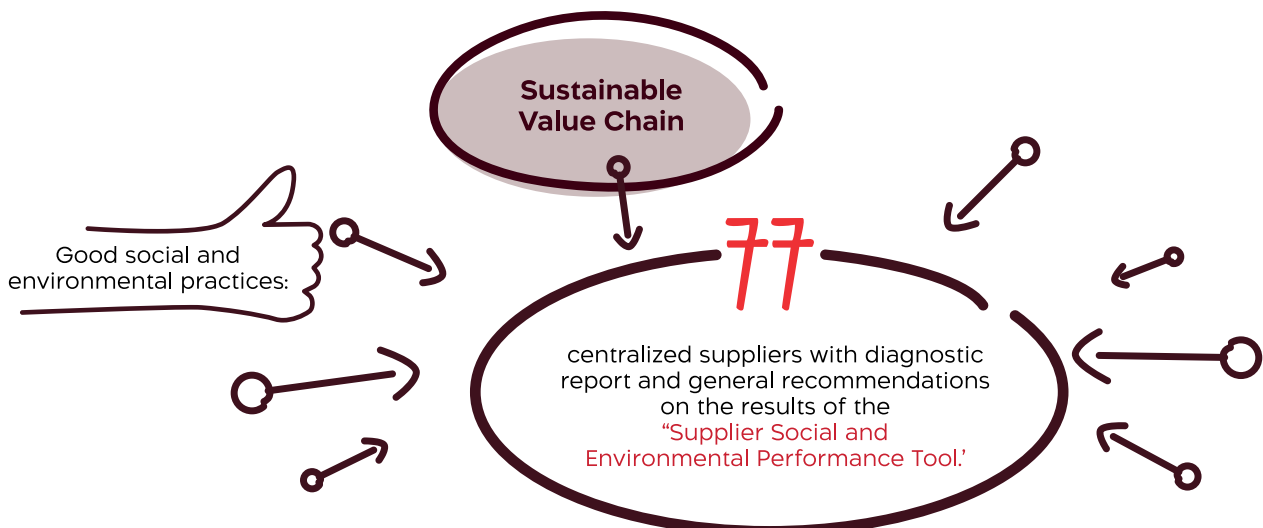 Sustainable
Value Chain
Good social and
environmental practices:
77
centralized suppliers with diagnostic
report and general recommendations
on the results of the
“Supplier Social and
Environmental Performance Tool.’